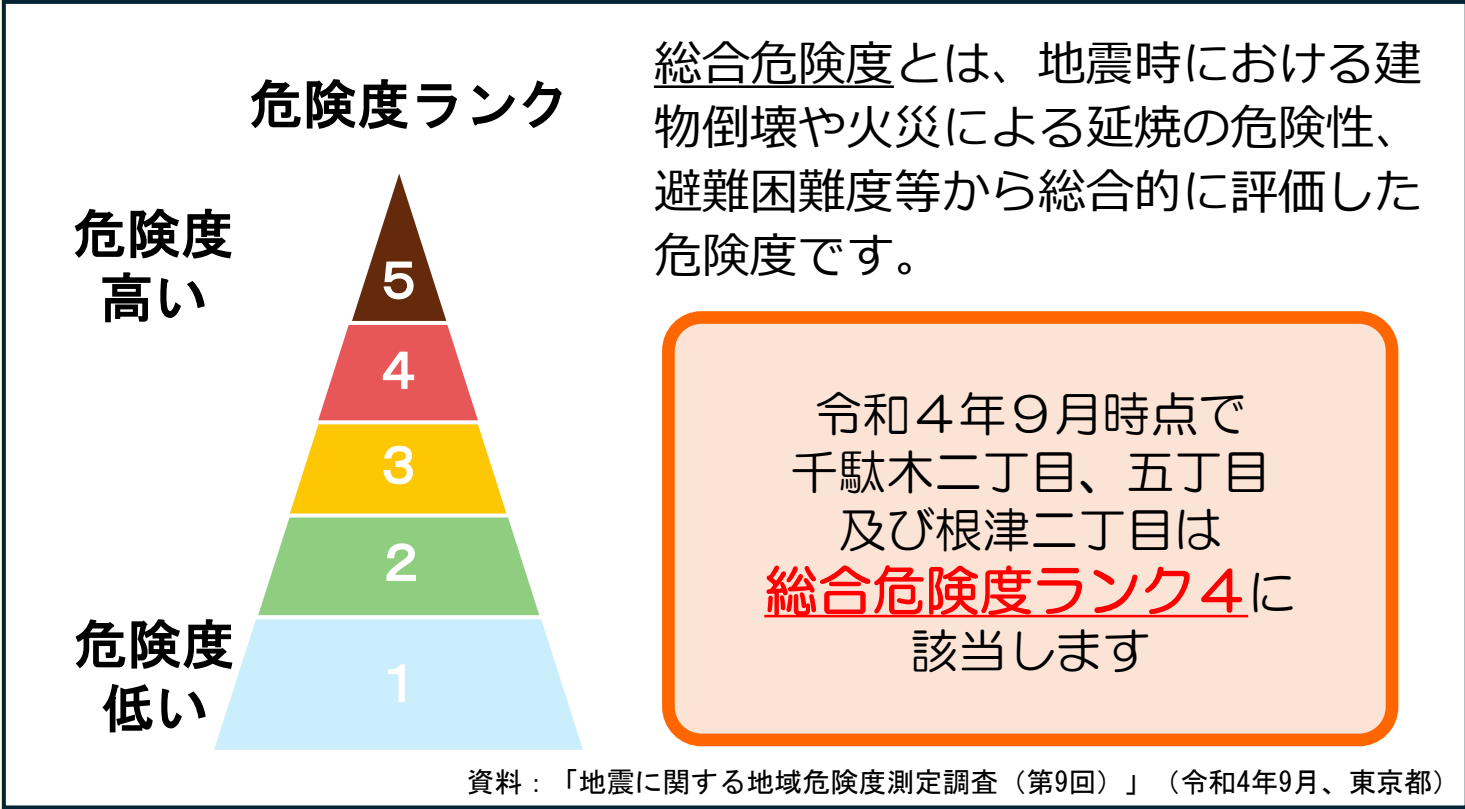 危険度ランク
危険度
高い
5
4
3
2
1
危険度
低い
総合危険度とは、地震時における建
物倒壊や火災による延焼の危険性、
避難困難度等から総合的に評価した
危険度です。
令和４年９月時点で
千駄木二丁目、五丁目
及び根津二丁目は
総合危険度ランク４に
該当します
資料：「地震に関する地域危険度測定調査（第9回）」（令和4年9月、東京都）